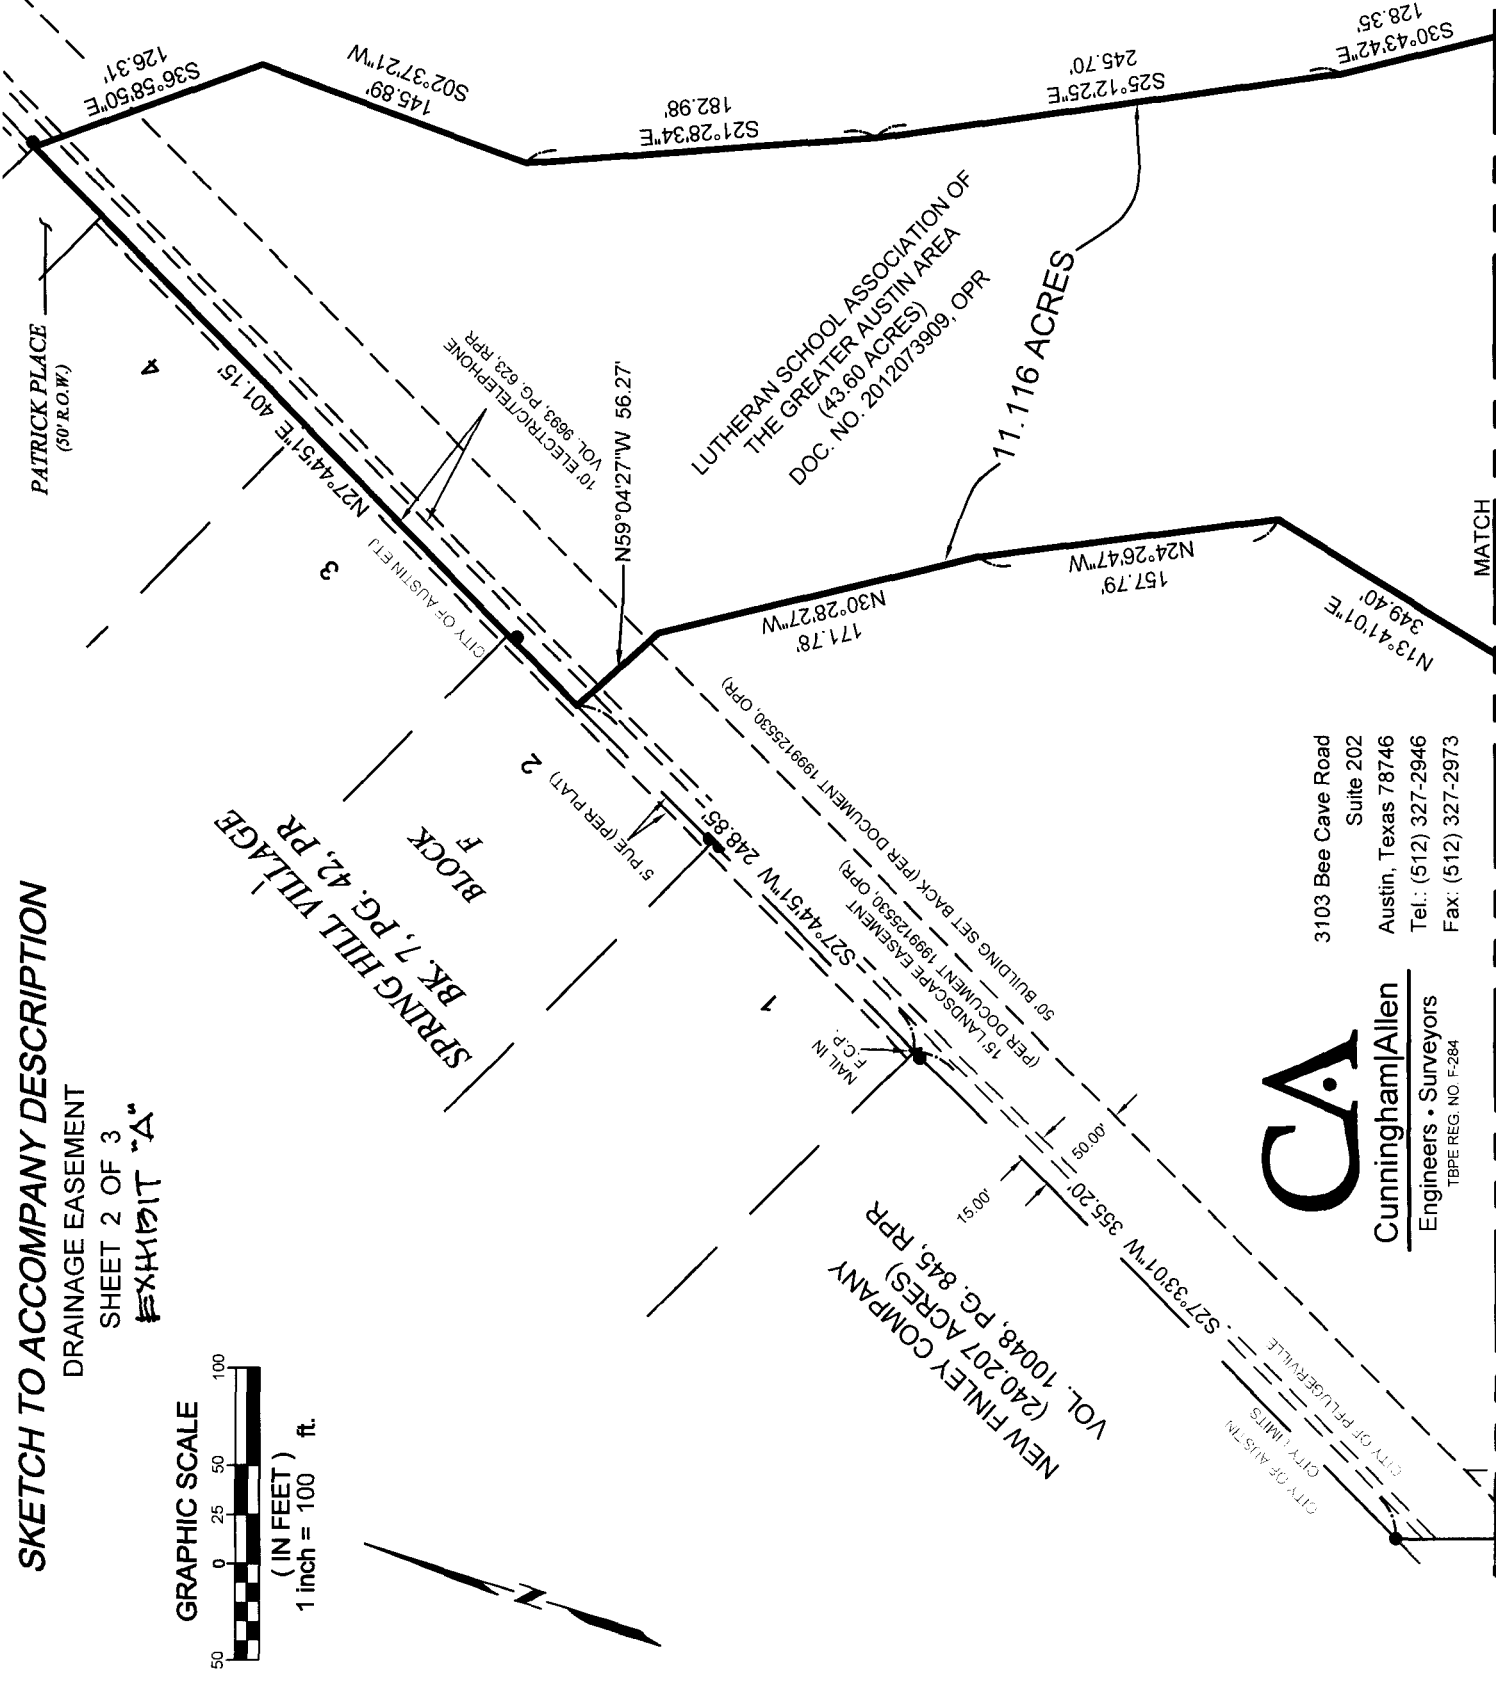 SKETCH TO ACCOMPANY DESCRIPTION
DRAINAGE EASEMENT
SHEET 2 OF 3
EXHIBIT "A"
GRAPHIC SCALE
50 0 25 50 100
( IN FEET )
1 inch = 100 ft.
N
PATRICK PLACE
(50' R.O.W.)
S36°58'50"E
126.31'
S02°37'21"W
145.89'
S21°28'34"E
182.98'
S25°12'25"E
245.70'
S30°43'42"E
128.35'
4
N27°44'51"E 401.15'
3
CITY OF AUSTIN ETJ
10' ELECTRIC/TELEPHONE
VOL. 9693, PG. 623, RPR
N59°04'27"W 56.27'
LUTHERAN SCHOOL ASSOCIATION OF
THE GREATER AUSTIN AREA
(43.60 ACRES)
DOC. NO. 2012073909, OPR
11.116 ACRES
N30°28'27"W
171.78'
N24°26'47"W
157.79'
N13°41'01"E
349.40'
MATCH
SPRING HILL VILLAGE
BK. 7, PG. 42, PR
BLOCK
F
2
5' PUE (PER PLAT)
S27°44'51"W 248.85'
1
NAIL IN
F.C.P.
50' BUILDING SET BACK (PER DOCUMENT 1999125530, OPR)
15' LANDSCAPE EASEMENT
(PER DOCUMENT 1999125530, OPR)
15.00'
50.00'
NEW FINLEY COMPANY
(240.207 ACRES)
VOL. 10048, PG. 845, RPR
S27°33'01"W 355.20'
CITY OF AUSTIN
CITY LIMITS
CITY OF PFLUGERVILLE
CA
Cunningham|Allen
Engineers • Surveyors
TBPE REG. NO. F-284
3103 Bee Cave Road
Suite 202
Austin, Texas 78746
Tel.: (512) 327-2946
Fax: (512) 327-2973